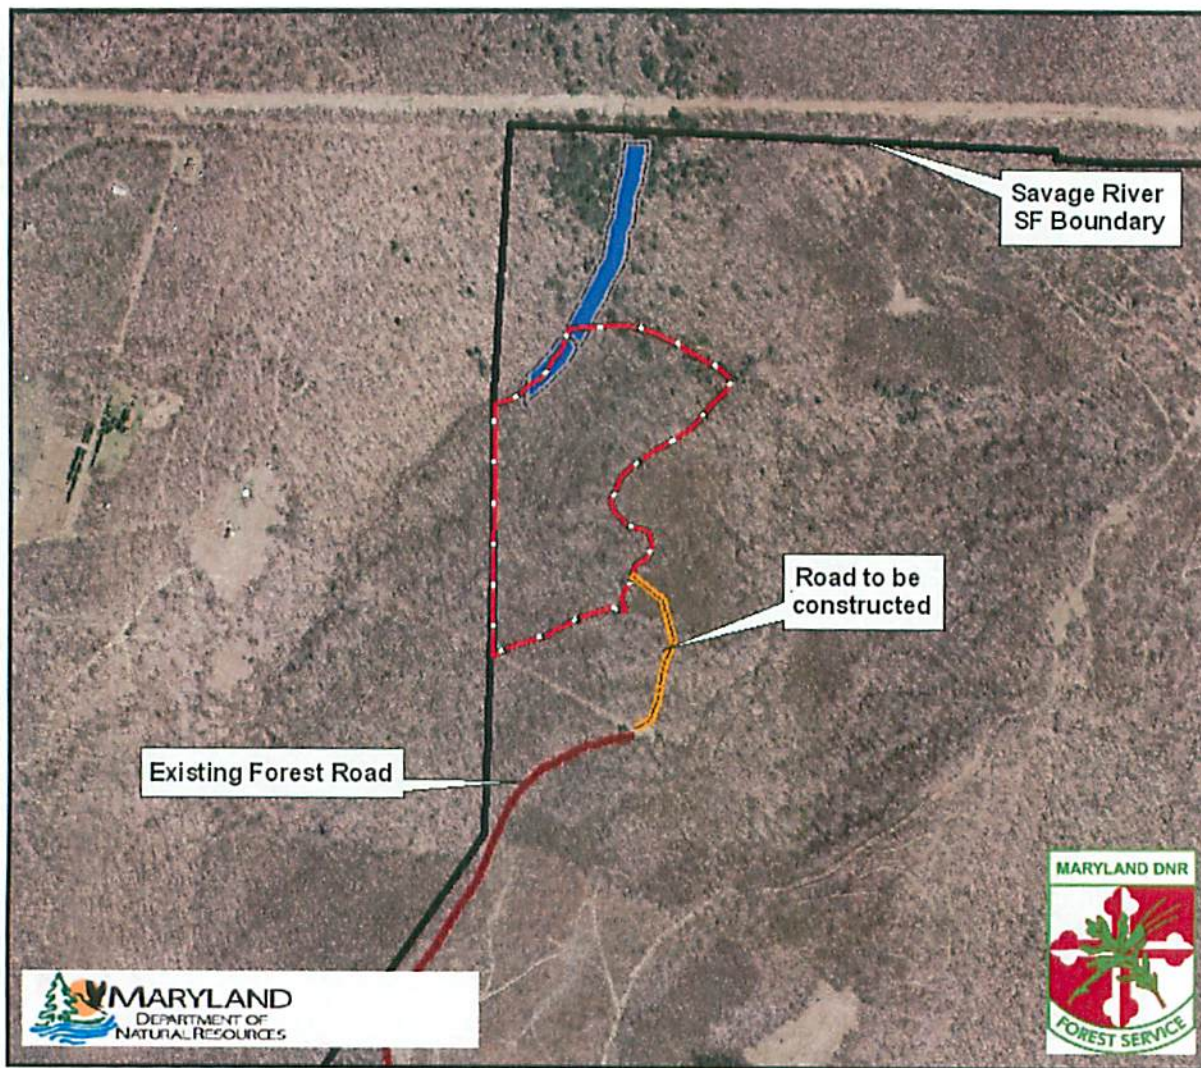 Savage River
SF Boundary
Road to be
constructed
Existing Forest Road
MARYLAND DNR
FOREST SERVICE
MARYLAND
DEPARTMENT OF
NATURAL RESOURCES